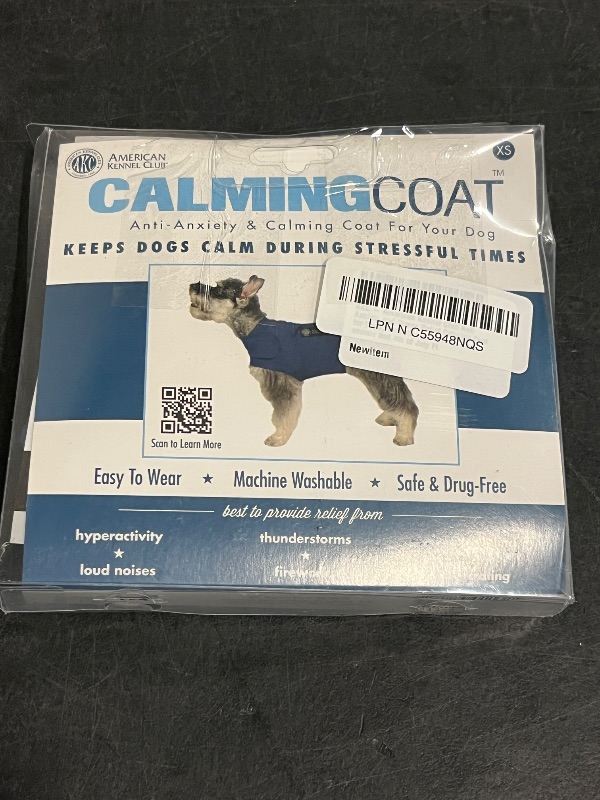 AKC
AMERICAN
KENNEL CLUB
XS
CALMINGCOAT™
Anti-Anxiety & Calming Coat For Your Dog
KEEPS DOGS CALM DURING STRESSFUL TIMES
LPN N C55948NQS
NewItem
Scan to Learn More
Easy To Wear ★ Machine Washable ★ Safe & Drug-Free
best to provide relief from
hyperactivity thunderstorms
★ ★
loud noises